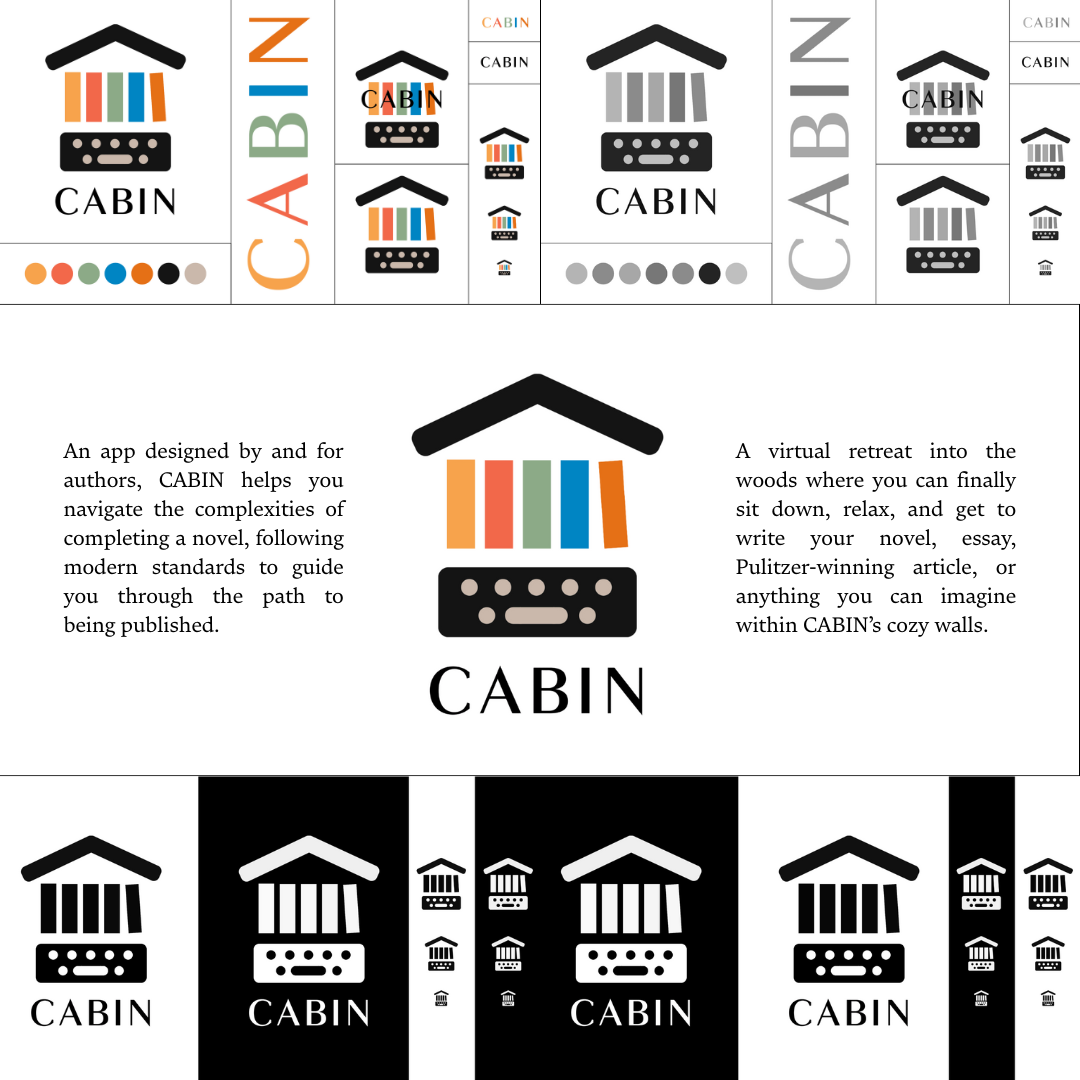 CABIN
CABIN
CABIN
CABIN
CABIN
CABIN
CABIN
CABIN
CABIN
CABIN
An app designed by and for
authors, CABIN helps you
navigate the complexities of
completing a novel, following
modern standards to guide
you through the path to
being published.
CABIN
A virtual retreat into the
woods where you can finally
sit down, relax, and get to
write your novel, essay,
Pulitzer-winning article, or
anything you can imagine
within CABIN’s cozy walls.
CABIN
CABIN
CABIN
CABIN